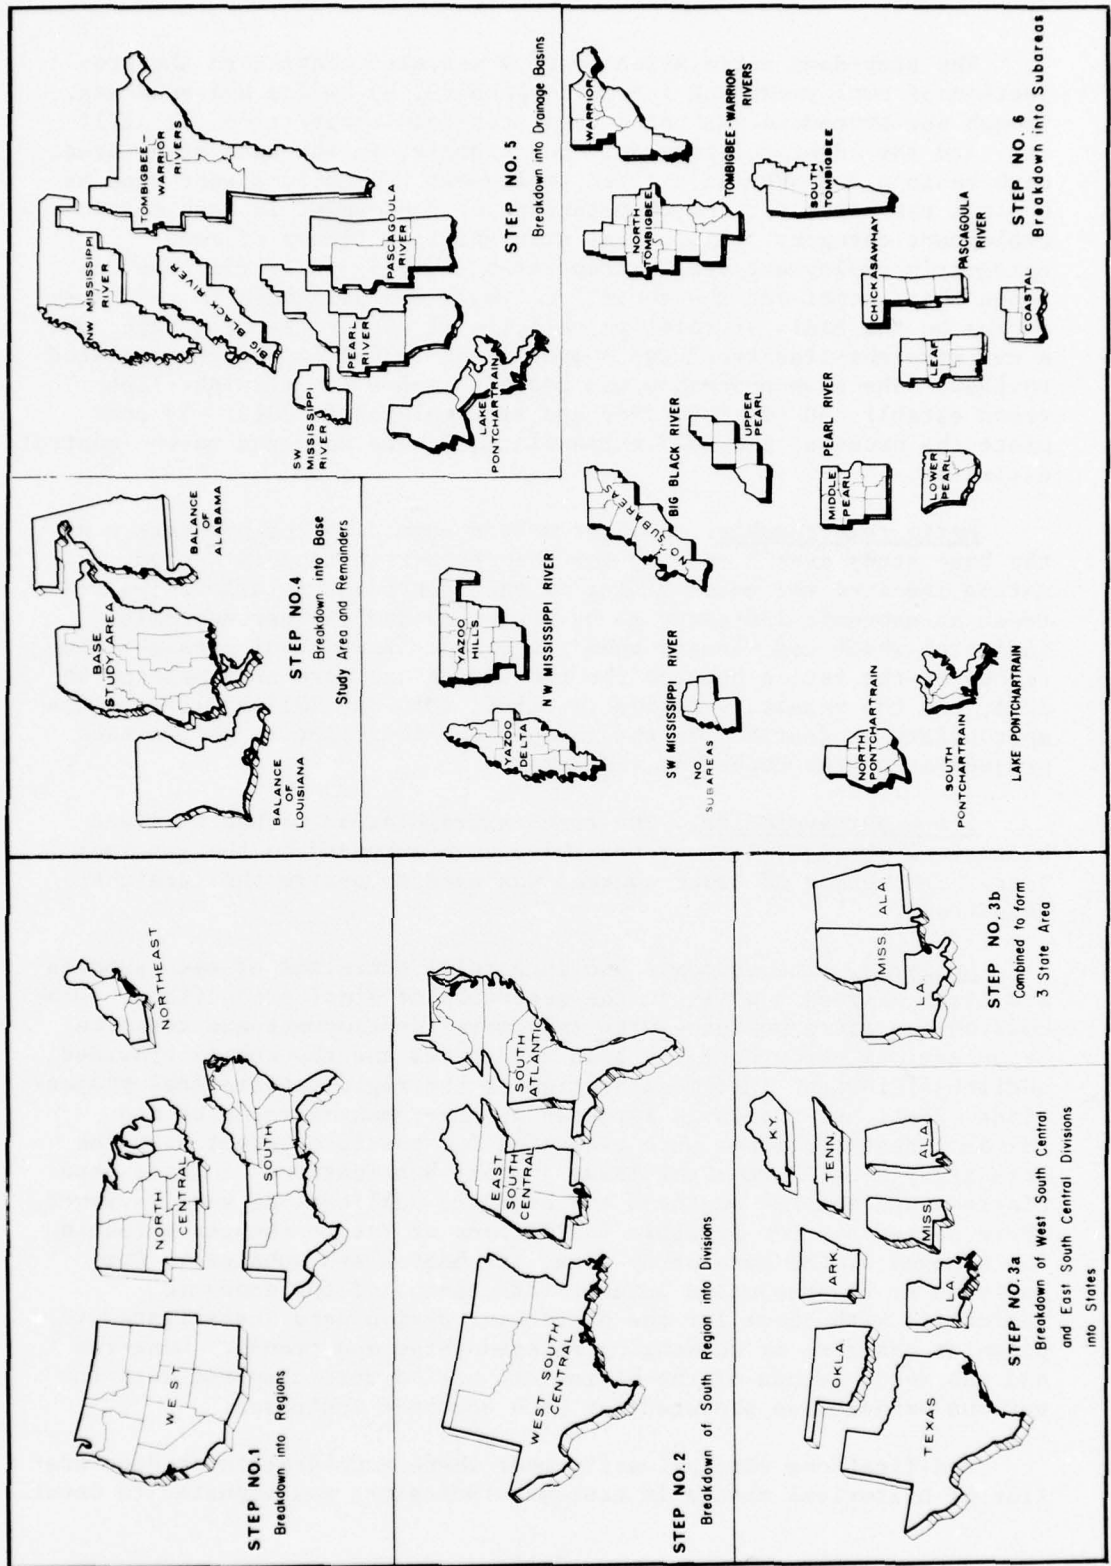 WEST
NORTH
CENTRAL
NORTHEAST
SOUTH
STEP NO.1
Breakdown into Regions
WEST SOUTH
CENTRAL
EAST
SOUTH
CENTRAL
SOUTH
ATLANTIC
STEP NO. 2
Breakdown of South Region into Divisions
TEXAS
OKLA
ARK
LA
KY.
TENN
MISS
ALA
STEP NO. 3a
Breakdown of West South Central
and East South Central Divisions
into States
LA.
MISS
ALA
STEP NO. 3b
Combined to form
3 State Area
BALANCE
OF
LOUISIANA
BASE
STUDY AREA
BALANCE
OF
ALABAMA
STEP NO.4
Breakdown into Base
Study Area and Remainders
NW MISSISSIPPI
RIVER
TOMBIGBEE-
WARRIOR
RIVERS
BIG BLACK RIVER
SW
MISSISSIPPI
RIVER
PEARL
RIVER
PASCAGOULA
RIVER
LAKE
PONTCHARTRAIN
STEP NO. 5
Breakdown into Drainage Basins
YAZOO
DELTA
YAZOO
HILLS
NW MISSISSIPPI RIVER
NO SUBAREAS
BIG BLACK RIVER
NORTH
TOMBIGBEE
WARRIOR
SOUTH
TOMBIGBEE
TOMBIGBEE-WARRIOR
RIVERS
SW MISSISSIPPI RIVER
NO
SUBAREAS
UPPER
PEARL
MIDDLE
PEARL
LOWER
PEARL
PEARL RIVER
CHICKASAWHAY
LEAF
COASTAL
PASCAGOULA
RIVER
NORTH
PONTCHARTRAIN
SOUTH
PONTCHARTRAIN
LAKE PONTCHARTRAIN
STEP NO. 6
Breakdown into Subareas